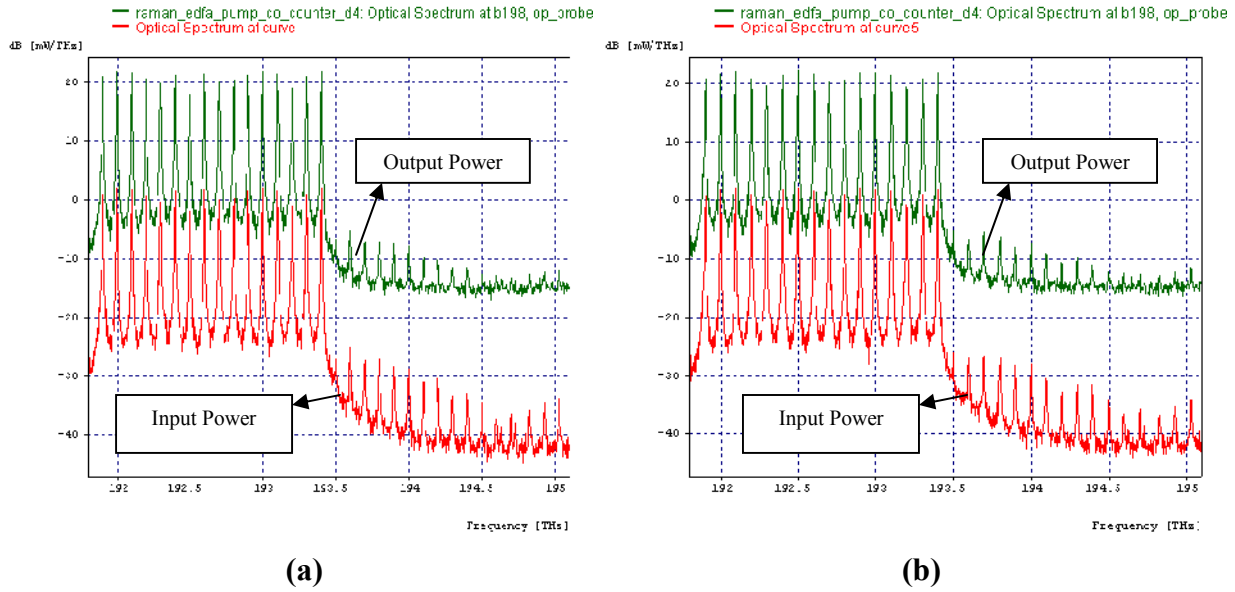 raman_edfa_pump_co_counter_d4: Optical Spectrum at b198, op_probe
Optical Spectrum at curve
dB [mW/THz]
20
10
0
-10
-20
-30
-40
Output Power
Input Power
192
192.5
193
193.5
194
194.5
195
Frequency [THz]
(a)
raman_edfa_pump_co_counter_d4: Optical Spectrum at b198, op_probe
Optical Spectrum at curve5
dB [mW/THz]
20
10
0
-10
-20
-30
-40
Output Power
Input Power
192
192.5
193
193.5
194
194.5
195
Frequency [THz]
(b)